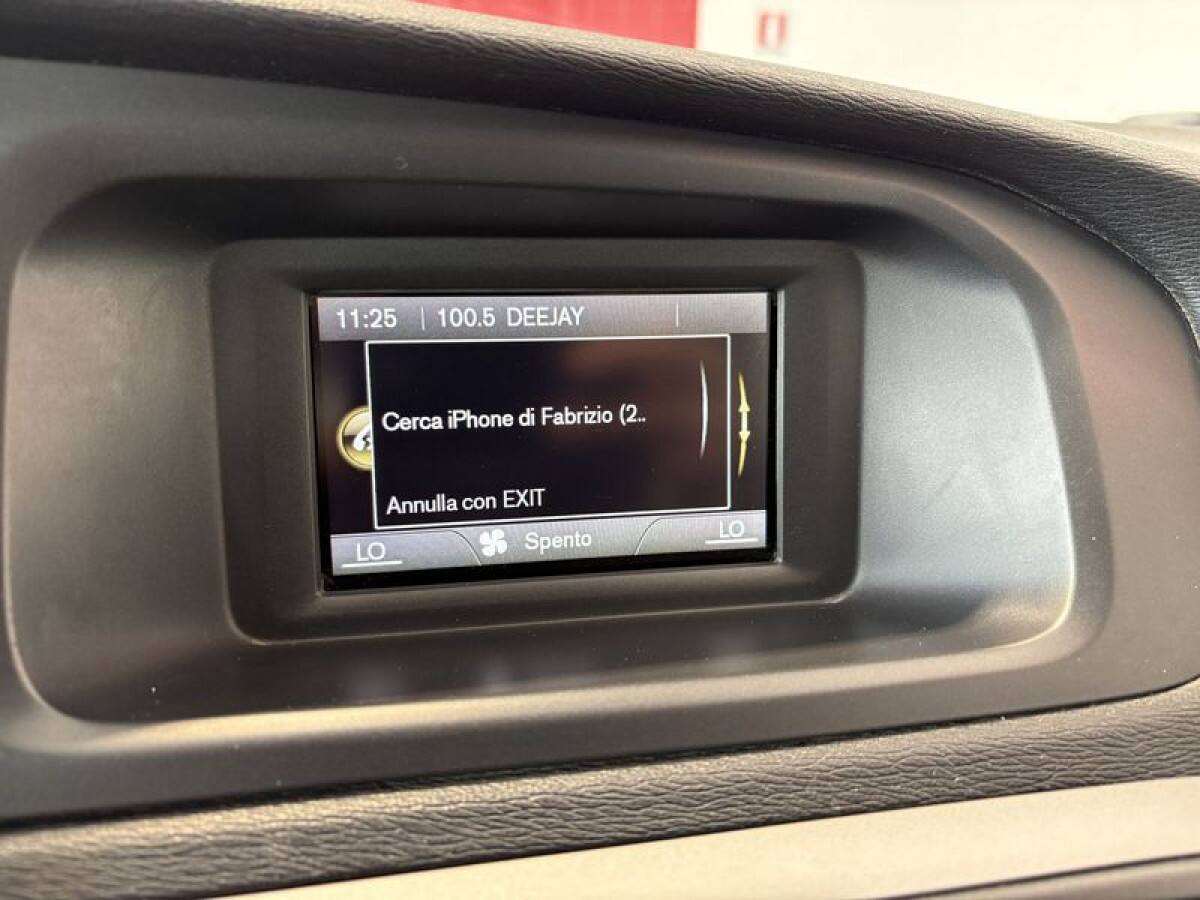 11:25 | 100.5 DEEJAY |
Cerca iPhone di Fabrizio (2..
Annulla con EXIT
LO Spento LO